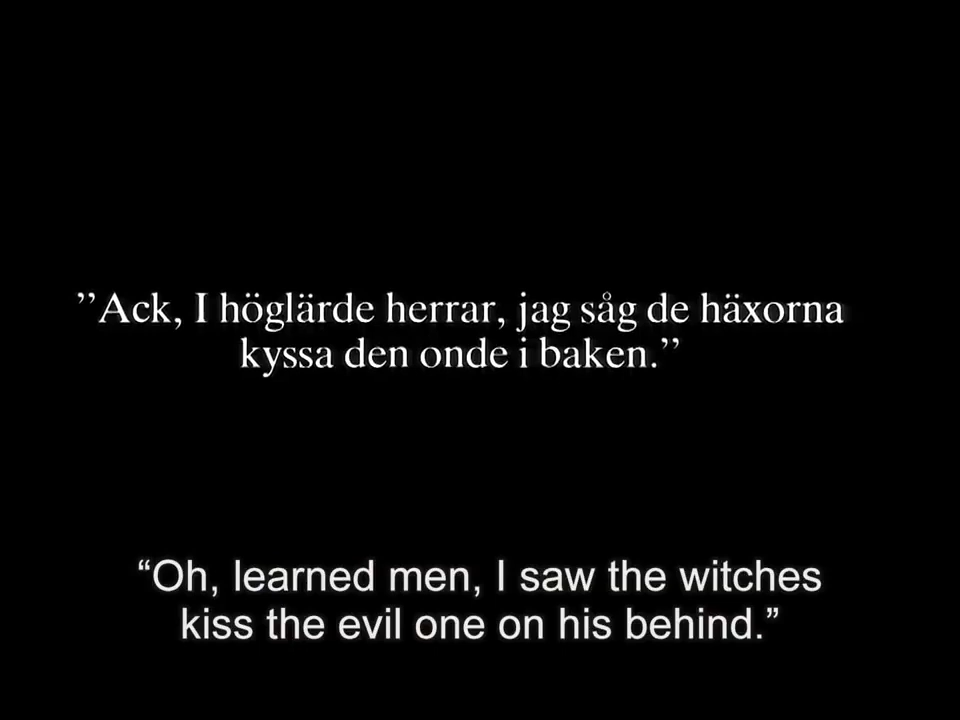 ”Ack, I höglärde herrar, jag såg de häxorna
kyssa den onde i baken.”
“Oh, learned men, I saw the witches
kiss the evil one on his behind.”